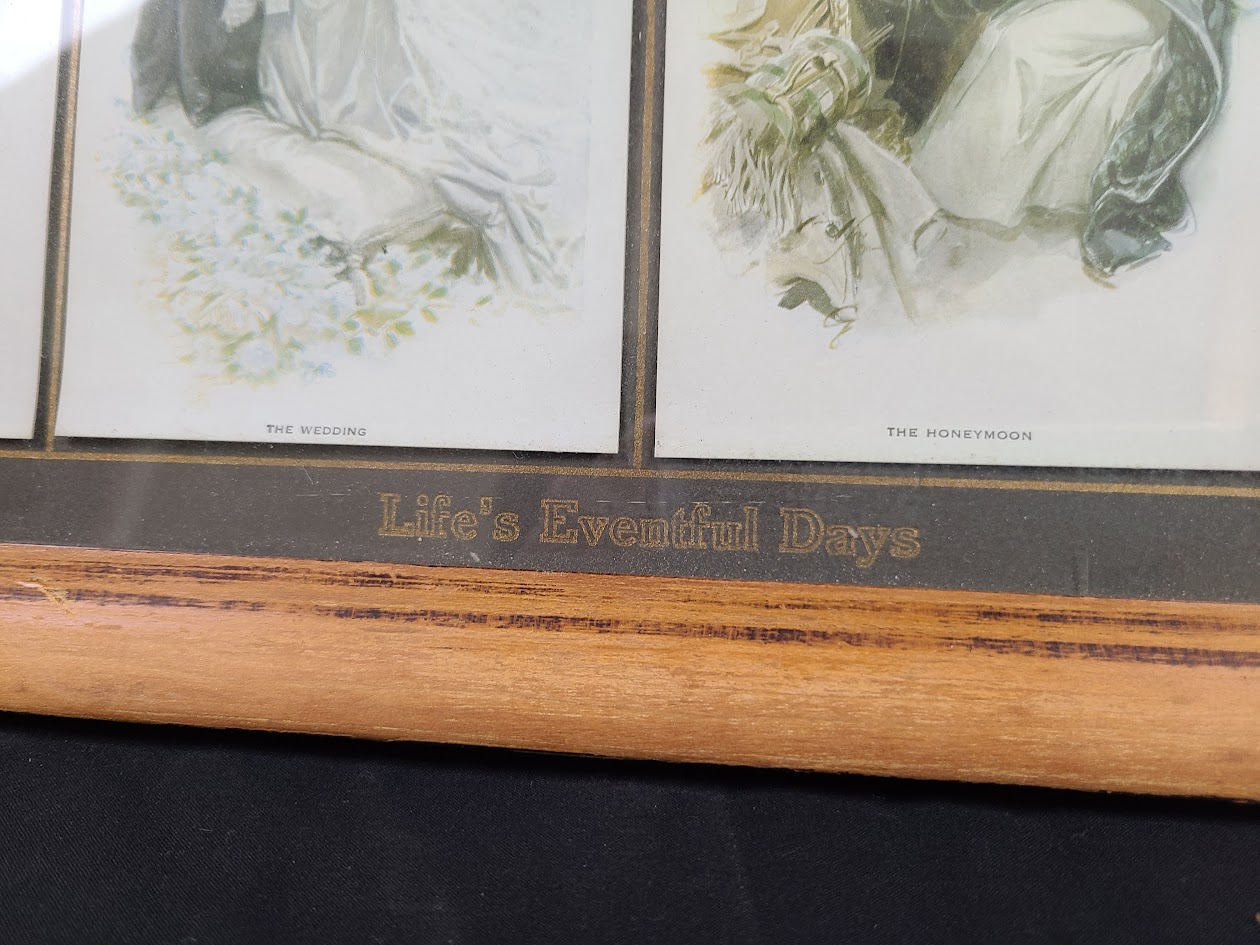 THE WEDDING
THE HONEYMOON
Life's Eventful Days